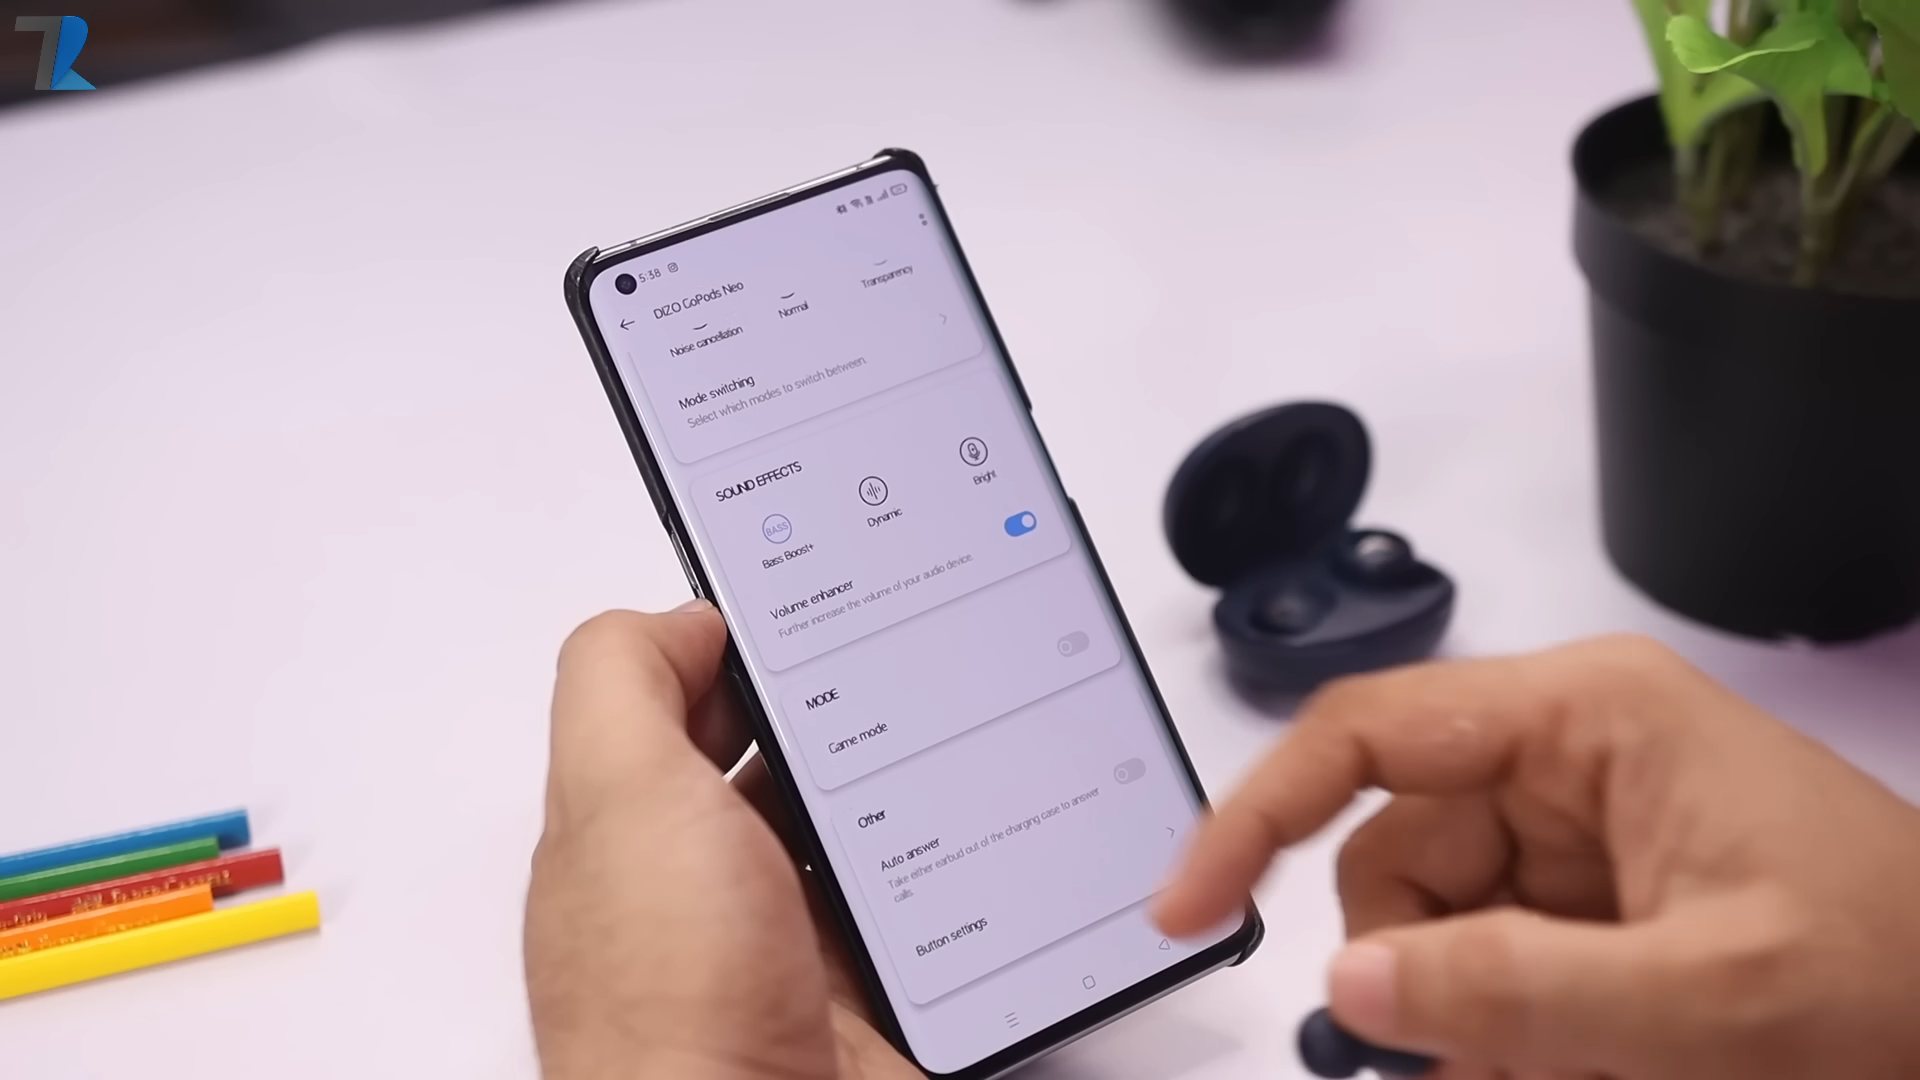 5:38
DIZO GoPods Neo
Noise cancellation
Normal
Transparency
Mode switching
Select which modes to switch between.
SOUND EFFECTS
BASS
Bass Boost+
Dynamic
Bright
Volume enhancer
Further increase the volume of your audio device.
MODE
Game mode
Other
Auto answer
Take either earbud out of the charging case to answer
calls.
Button settings